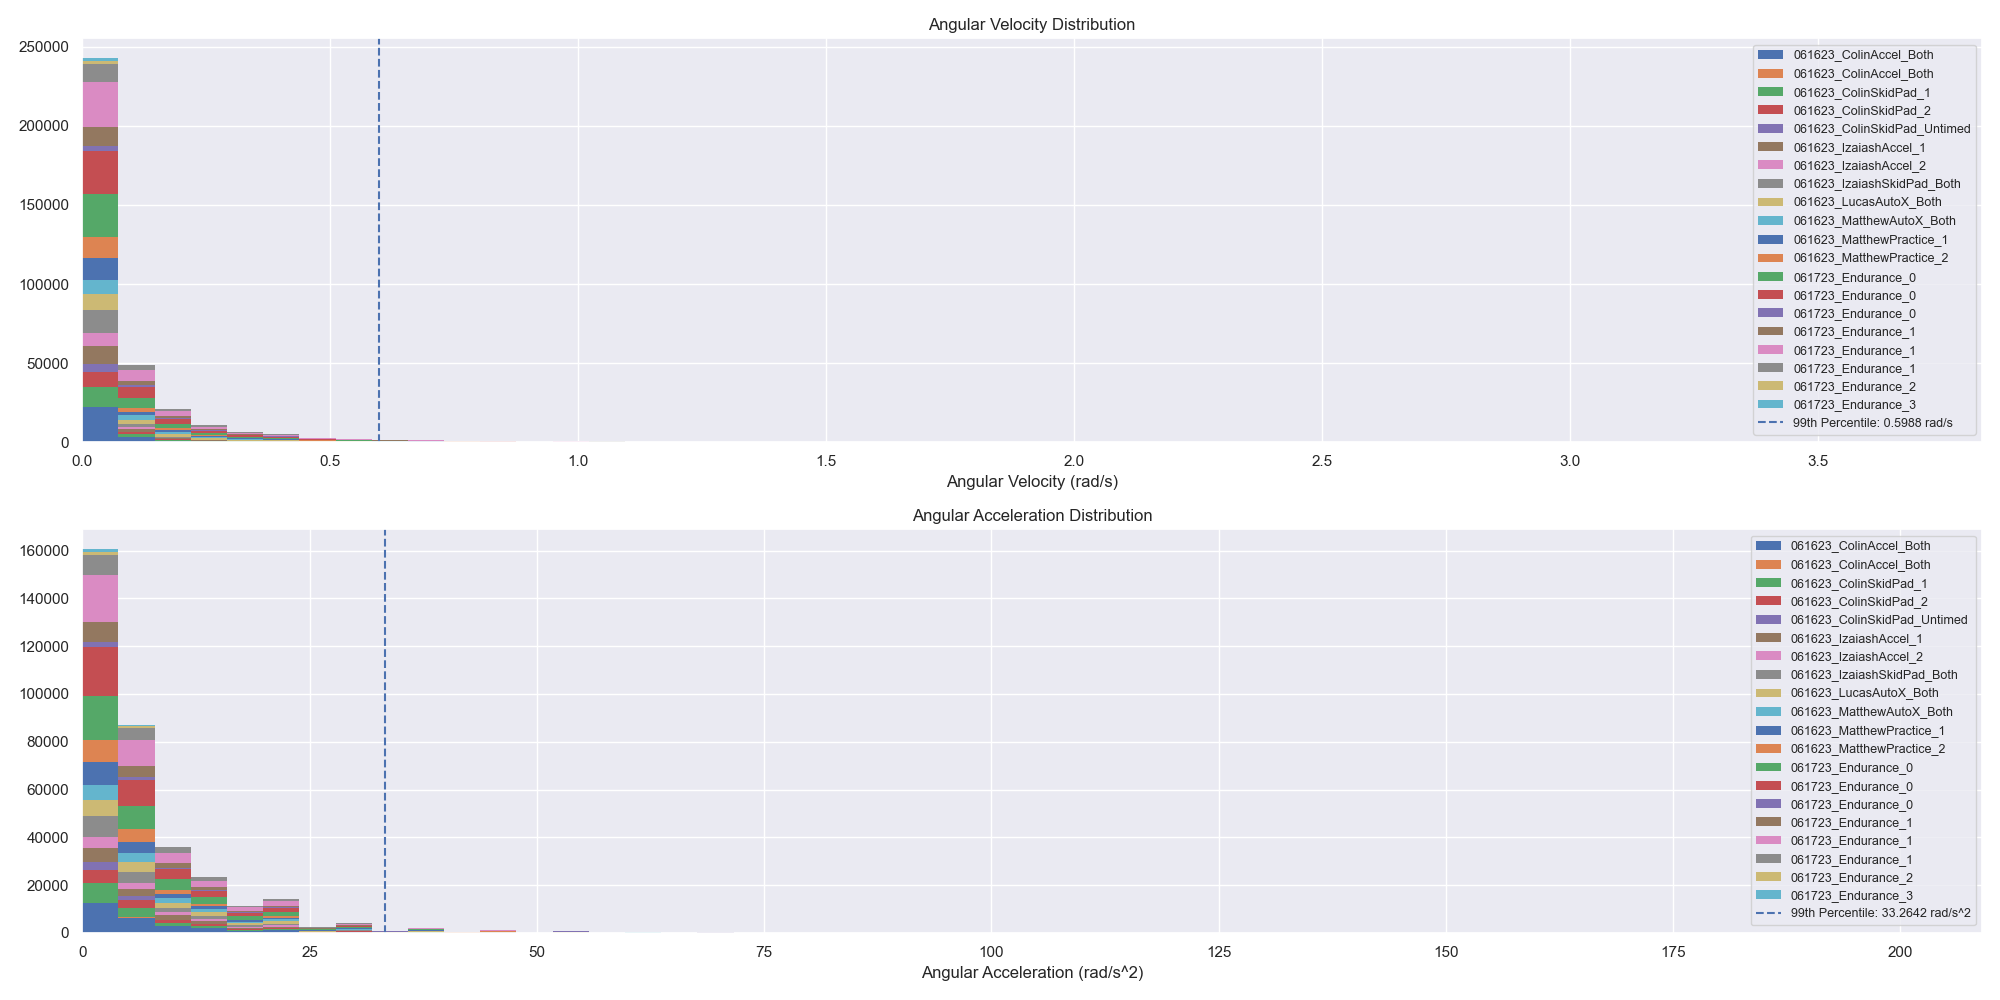 Angular Velocity Distribution
250000
200000
150000
100000
50000
0
0.0 0.5 1.0 1.5 2.0 2.5 3.0 3.5
Angular Velocity (rad/s)
061623_ColinAccel_Both
061623_ColinAccel_Both
061623_ColinSkidPad_1
061623_ColinSkidPad_2
061623_ColinSkidPad_Untimed
061623_IzaiashAccel_1
061623_IzaiashAccel_2
061623_IzaiashSkidPad_Both
061623_LucasAutoX_Both
061623_MatthewAutoX_Both
061623_MatthewPractice_1
061623_MatthewPractice_2
061723_Endurance_0
061723_Endurance_0
061723_Endurance_0
061723_Endurance_1
061723_Endurance_1
061723_Endurance_1
061723_Endurance_2
061723_Endurance_3
99th Percentile: 0.5988 rad/s
Angular Acceleration Distribution
160000
140000
120000
100000
80000
60000
40000
20000
0
0 25 50 75 100 125 150 175 200
Angular Acceleration (rad/s^2)
061623_ColinAccel_Both
061623_ColinAccel_Both
061623_ColinSkidPad_1
061623_ColinSkidPad_2
061623_ColinSkidPad_Untimed
061623_IzaiashAccel_1
061623_IzaiashAccel_2
061623_IzaiashSkidPad_Both
061623_LucasAutoX_Both
061623_MatthewAutoX_Both
061623_MatthewPractice_1
061623_MatthewPractice_2
061723_Endurance_0
061723_Endurance_0
061723_Endurance_0
061723_Endurance_1
061723_Endurance_1
061723_Endurance_1
061723_Endurance_2
061723_Endurance_3
99th Percentile: 33.2642 rad/s^2